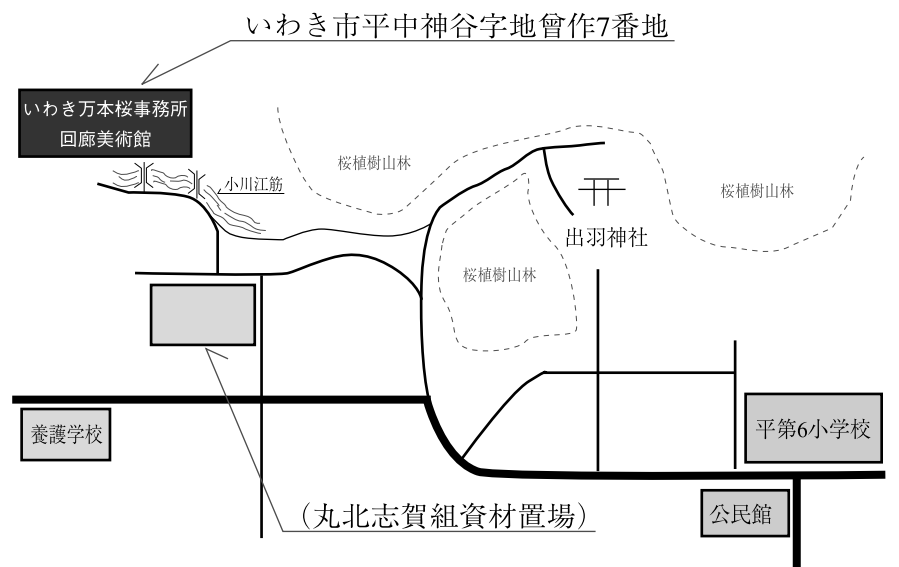 いわき市平中神谷字地曾作7番地
いわき万本桜事務所
回廊美術館
小川江筋
桜植樹山林
桜植樹山林
出羽神社
桜植樹山林
養護学校
平第6小学校
公民館
（丸北志賀組資材置場）